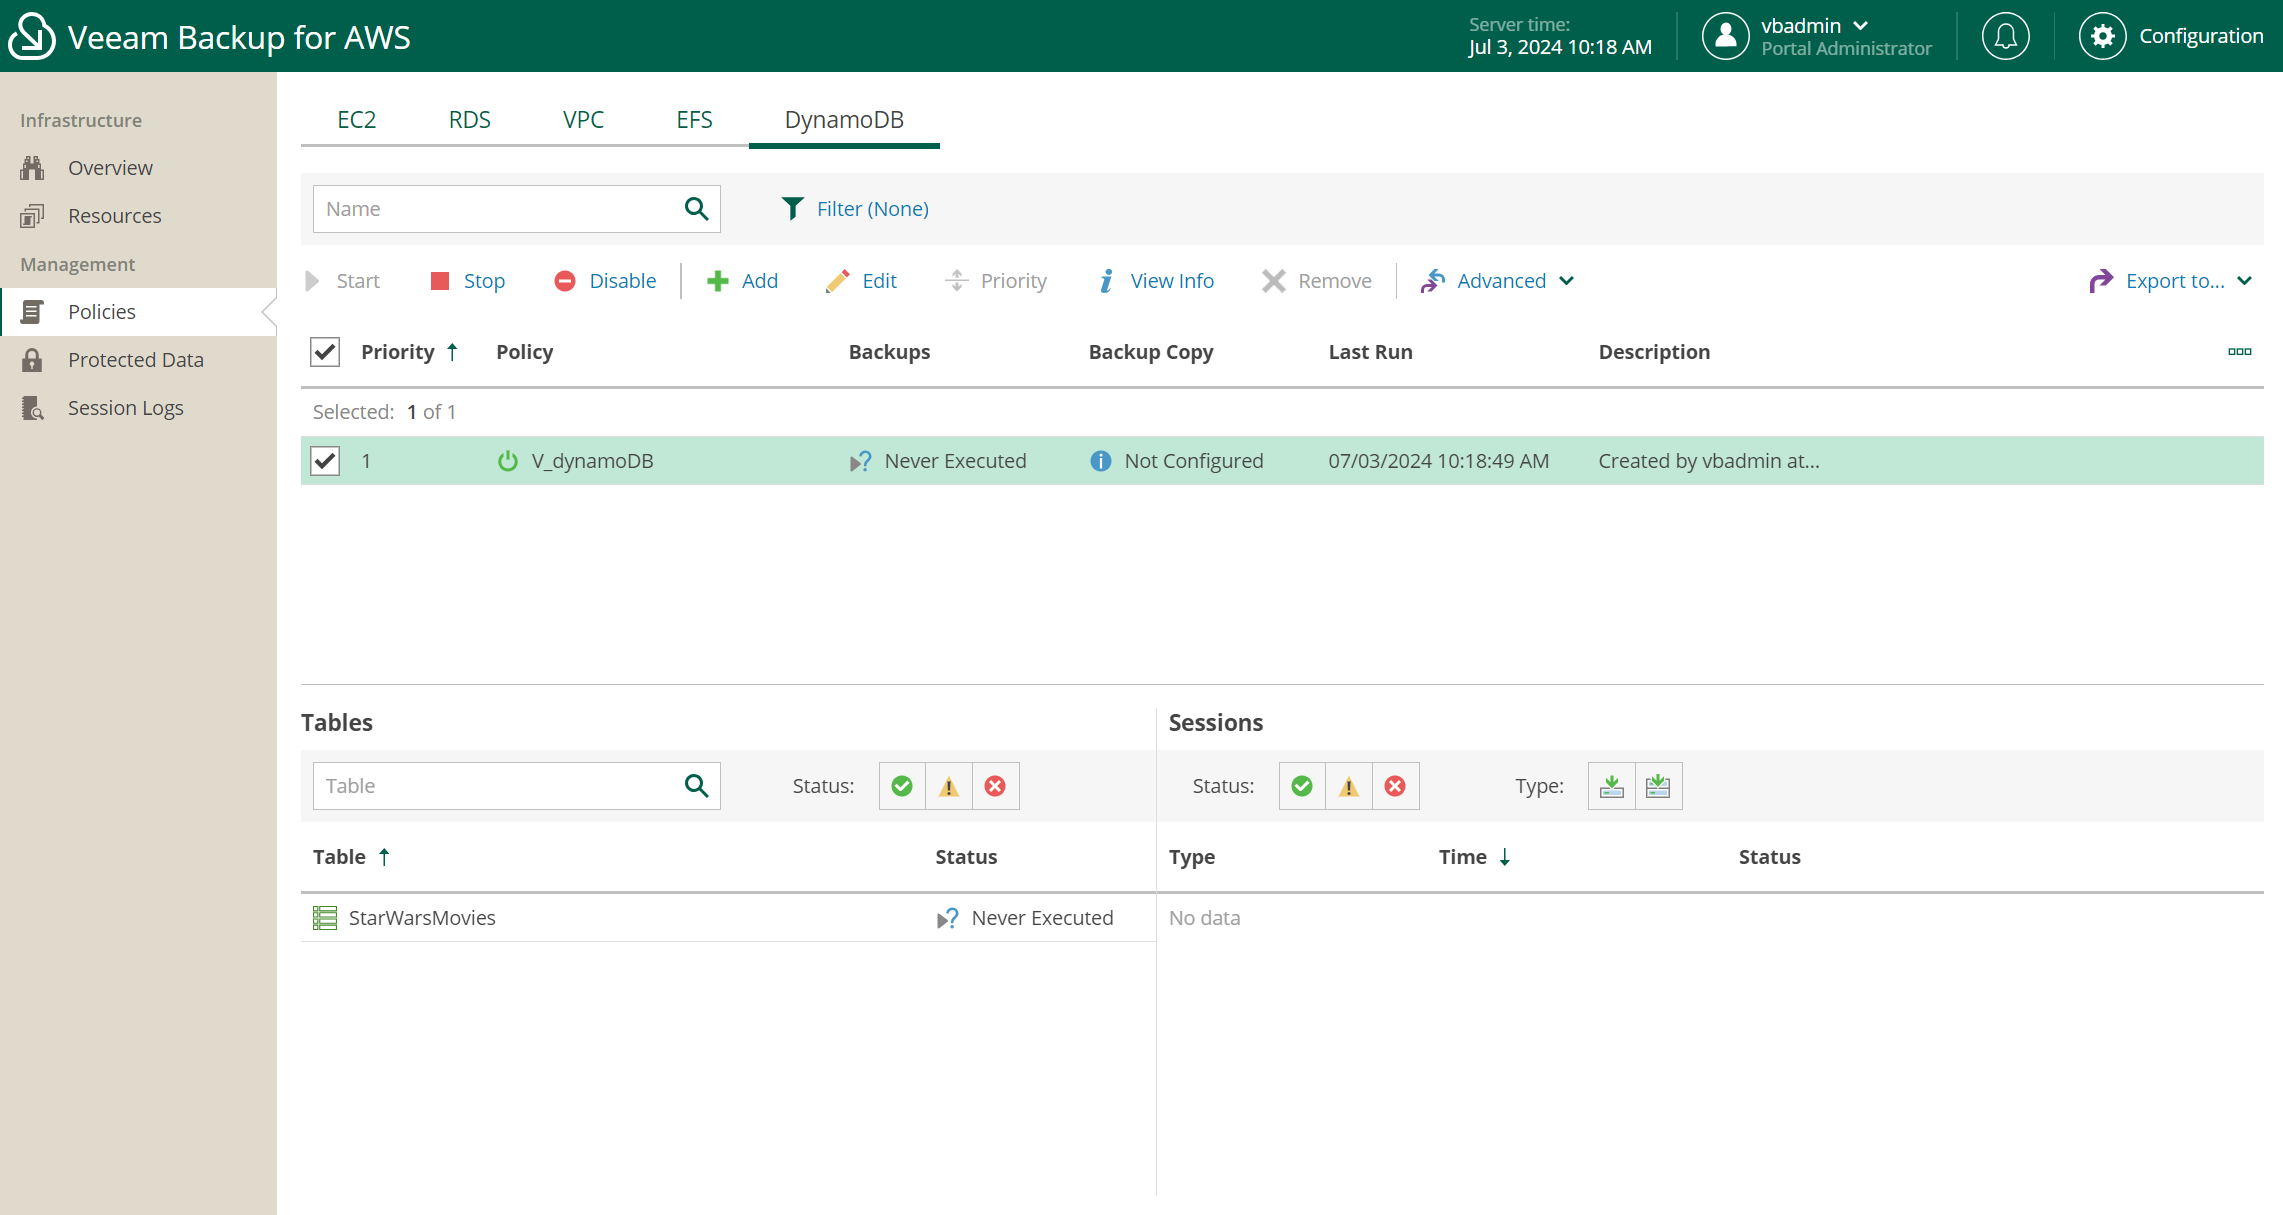 Veeam Backup for AWS
Server time:
Jul 3, 2024 10:18 AM
vbadmin
Portal Administrator
Configuration
Infrastructure
Overview
Resources
Management
Policies
Protected Data
Session Logs
EC2 RDS VPC EFS DynamoDB
Name
Filter (None)
Start Stop Disable Add Edit Priority View Info Remove Advanced Export to...
Priority Policy Backups Backup Copy Last Run Description
Selected: 1 of 1
1 V_dynamoDB Never Executed Not Configured 07/03/2024 10:18:49 AM Created by vbadmin at...
Tables
Table
Status:
Table Status
StarWarsMovies Never Executed
Sessions
Status:
Type:
Type Time Status
No data